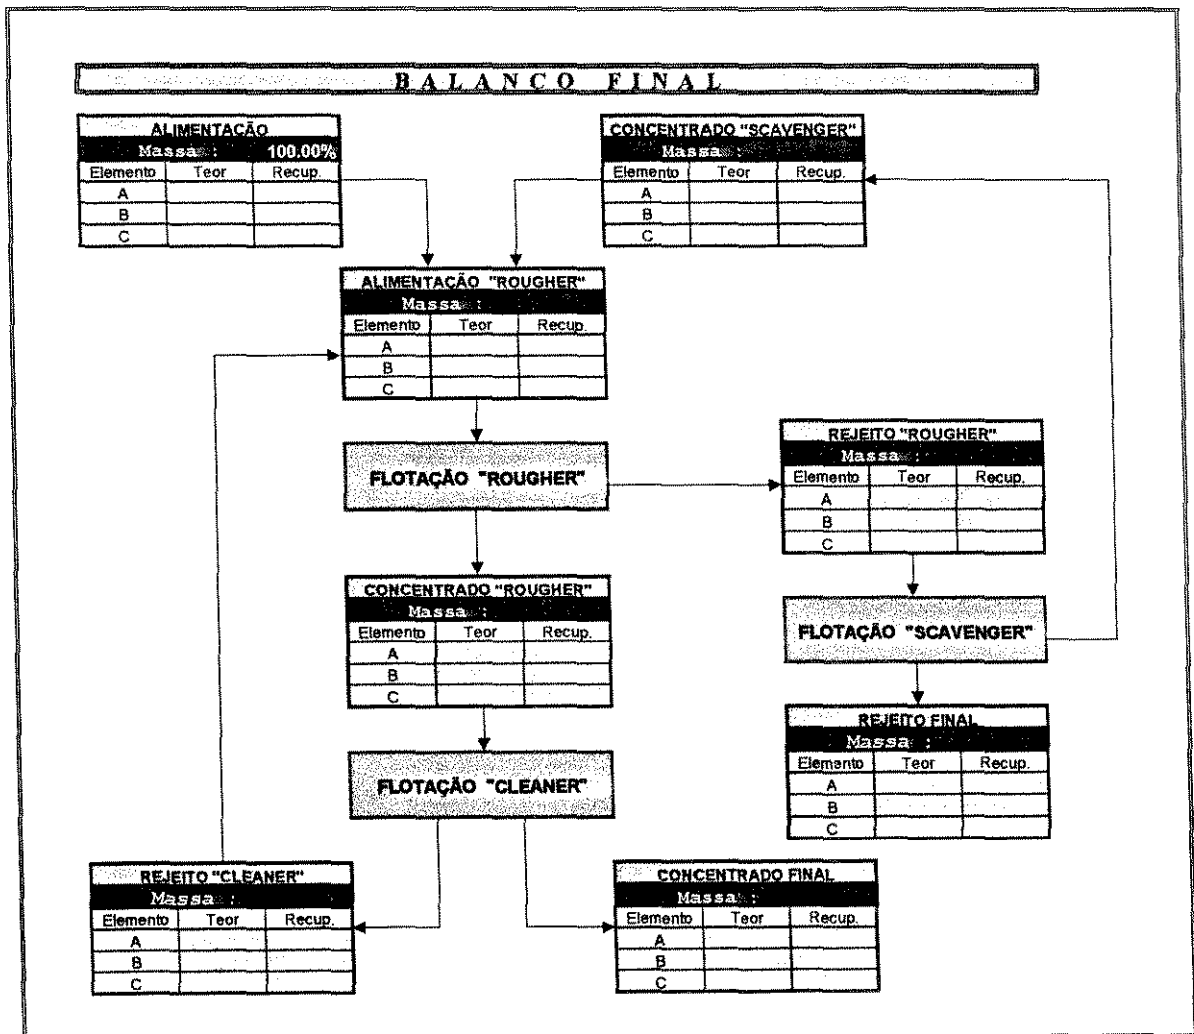 BALANCO FINAL
ALIMENTAÇÃO
Massa : 100.00%
Elemento Teor Recup.
A
B
C
CONCENTRADO "SCAVENGER"
Massa :
Elemento Teor Recup.
A
B
C
ALIMENTAÇÃO "ROUGHER"
Massa :
Elemento Teor Recup.
A
B
C
FLOTAÇÃO "ROUGHER"
REJEITO "ROUGHER"
Massa :
Elemento Teor Recup.
A
B
C
CONCENTRADO "ROUGHER"
Massa :
Elemento Teor Recup.
A
B
C
FLOTAÇÃO "SCAVENGER"
REJEITO FINAL
Massa :
Elemento Teor Recup.
A
B
C
FLOTAÇÃO "CLEANER"
REJEITO "CLEANER"
Massa :
Elemento Teor Recup.
A
B
C
CONCENTRADO FINAL
Massa :
Elemento Teor Recup.
A
B
C